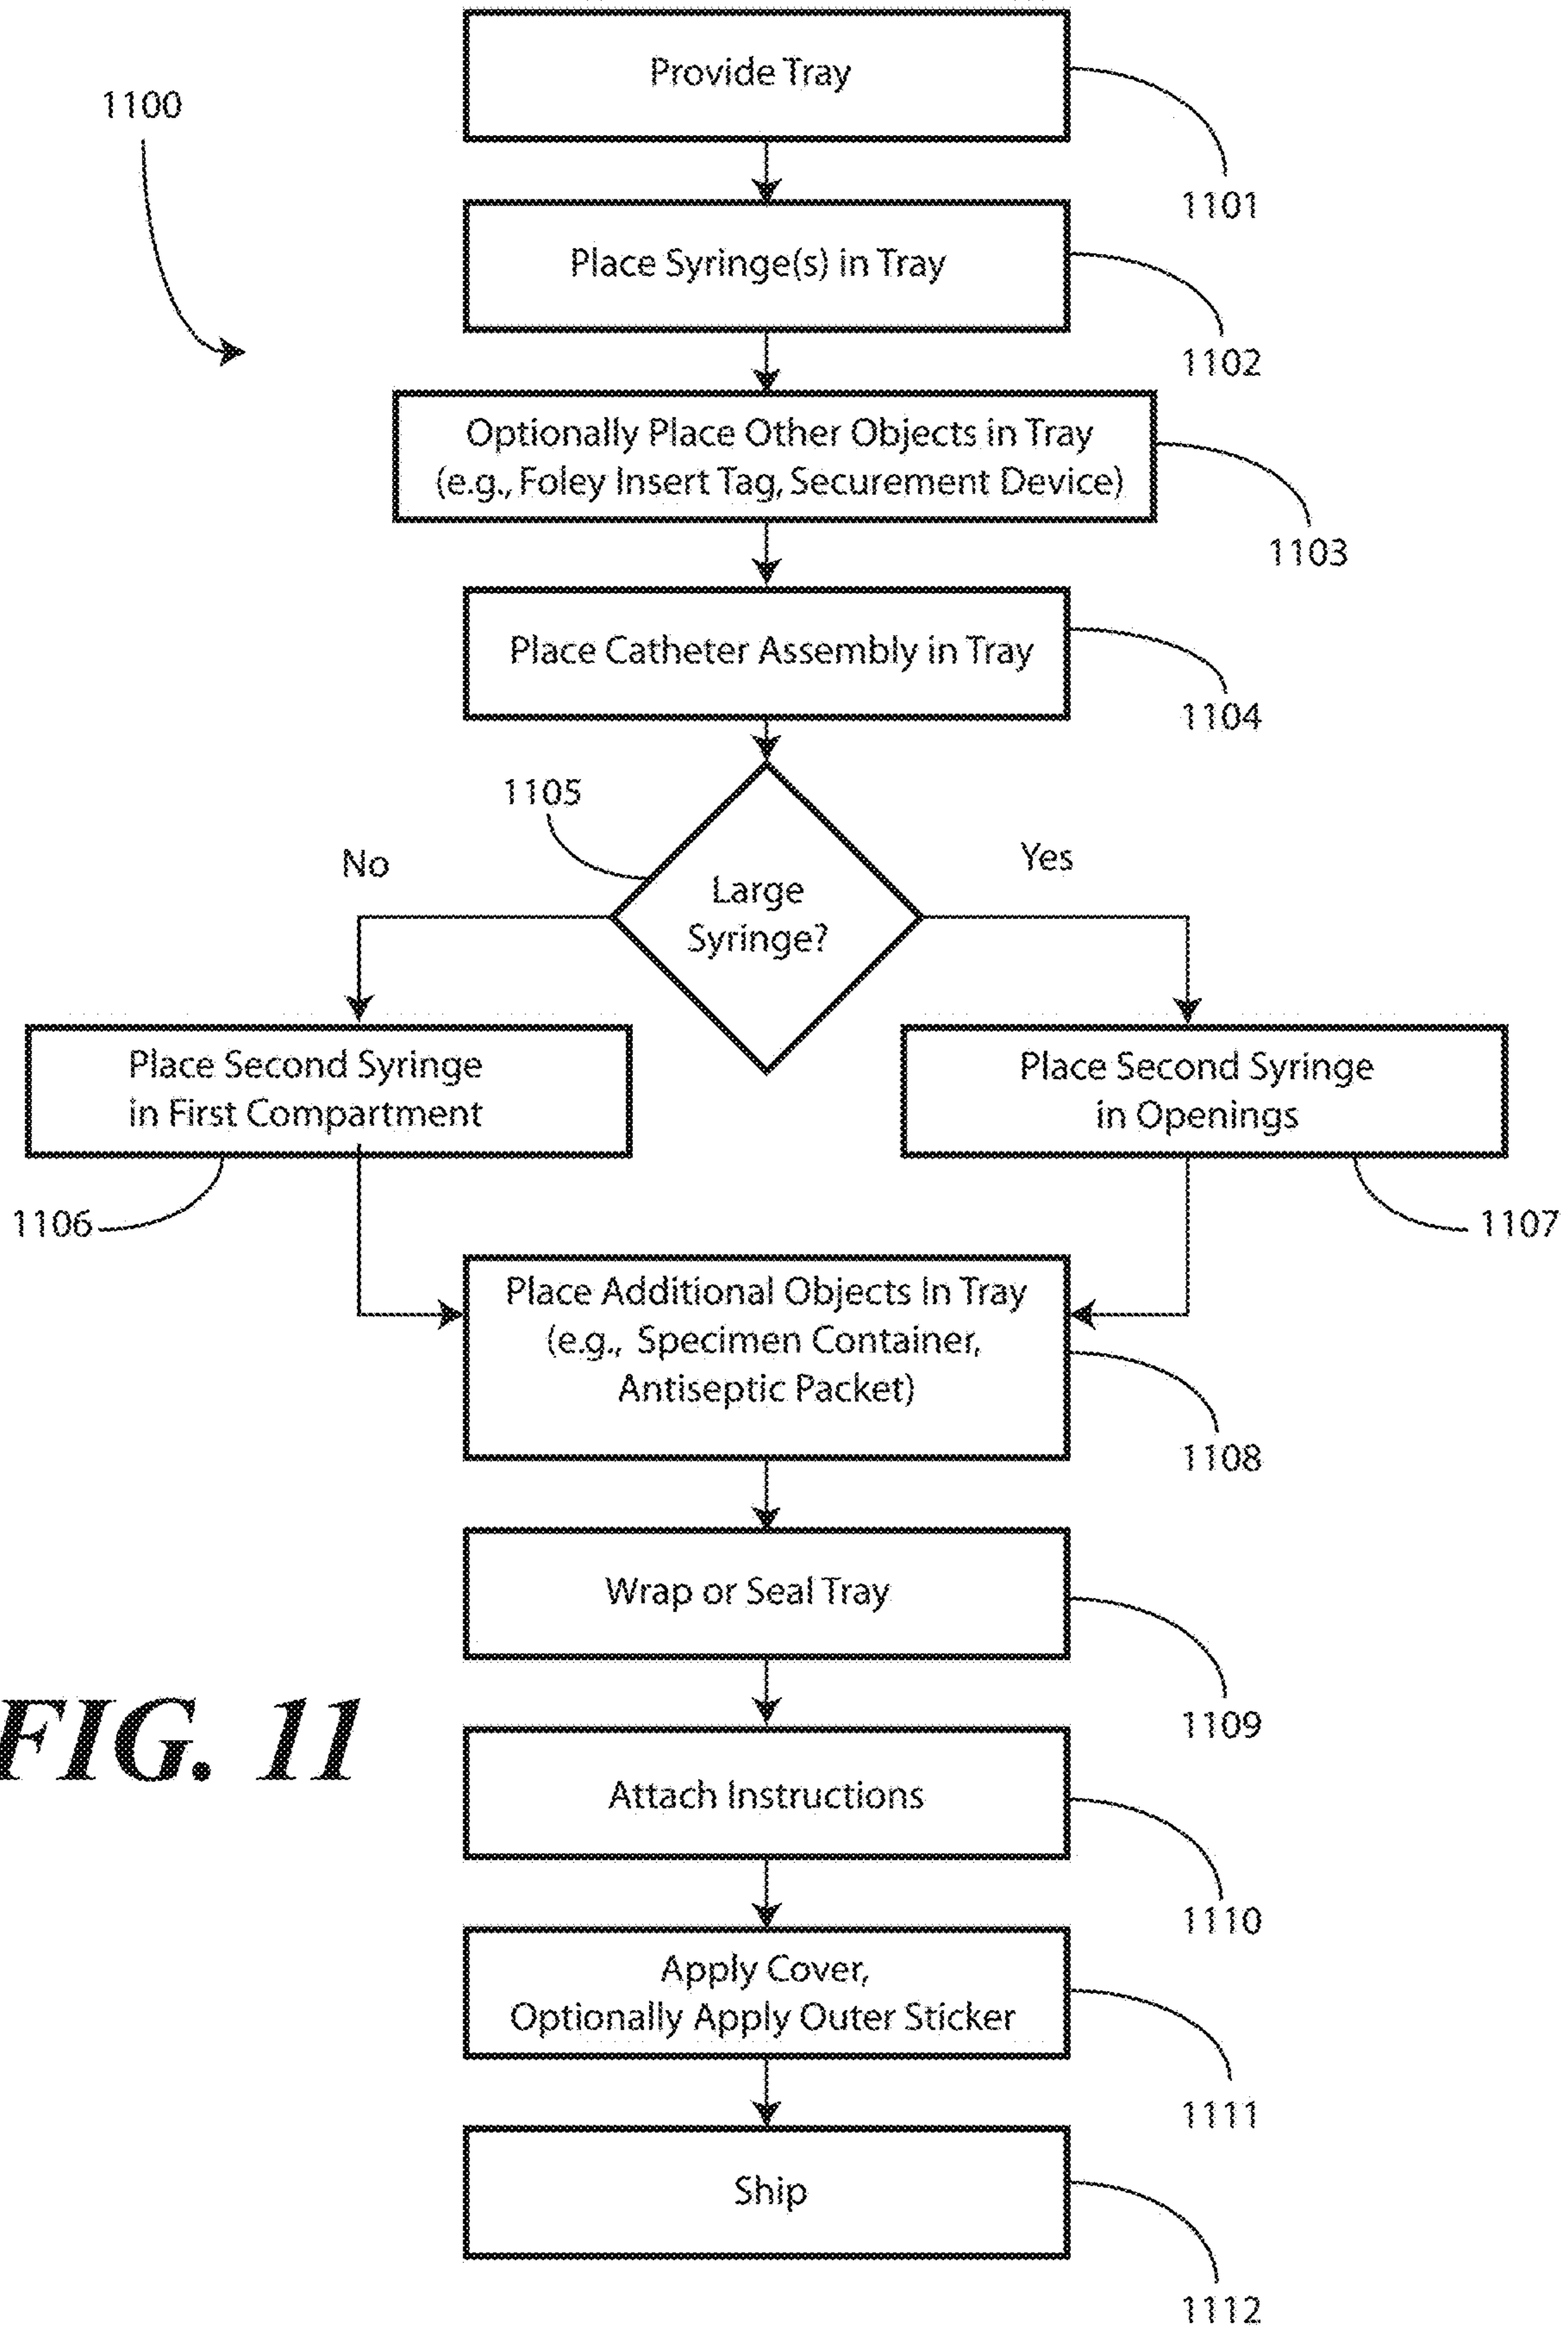 Provide Tray
1100
1101
Place Syringe(s) in Tray
1102
Optionally Place Other Objects in Tray
(e.g., Foley Insert Tag, Securement Device)
1103
Place Catheter Assembly in Tray
1104
1105
No
Yes
Large
Syringe?
Place Second Syringe
in First Compartment
Place Second Syringe
in Openings
1106
1107
Place Additional Objects In Tray
(e.g., Specimen Container,
Antiseptic Packet)
1108
Wrap or Seal Tray
1109
FIG. 11
Attach Instructions
1110
Apply Cover,
Optionally Apply Outer Sticker
1111
Ship
1112